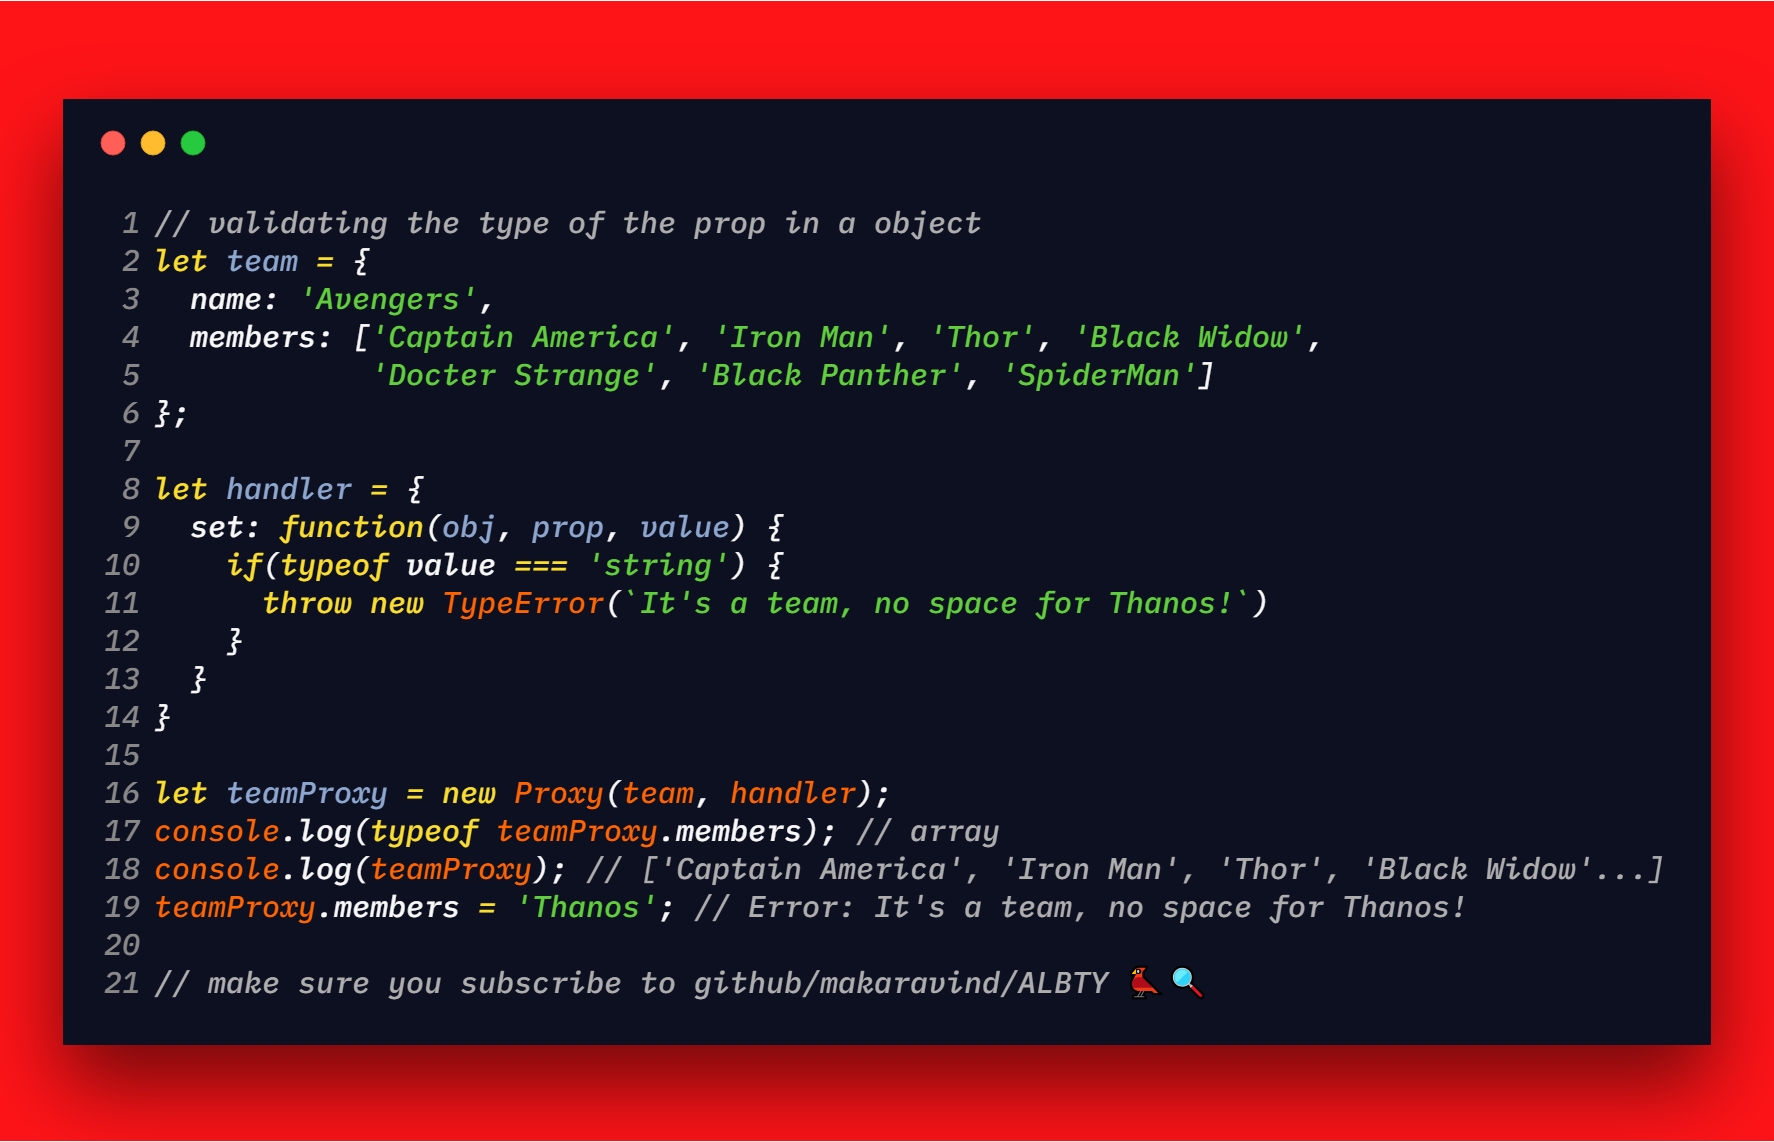 1 // validating the type of the prop in a object
2 let team = {
3   name: 'Avengers',
4   members: ['Captain America', 'Iron Man', 'Thor', 'Black Widow',
5             'Docter Strange', 'Black Panther', 'SpiderMan']
6 };
7
8 let handler = {
9   set: function(obj, prop, value) {
10     if(typeof value === 'string') {
11       throw new TypeError(`It's a team, no space for Thanos!`)
12     }
13   }
14 }
15
16 let teamProxy = new Proxy(team, handler);
17 console.log(typeof teamProxy.members); // array
18 console.log(teamProxy); // ['Captain America', 'Iron Man', 'Thor', 'Black Widow'...]
19 teamProxy.members = 'Thanos'; // Error: It's a team, no space for Thanos!
20
21 // make sure you subscribe to github/makaravind/ALBTY